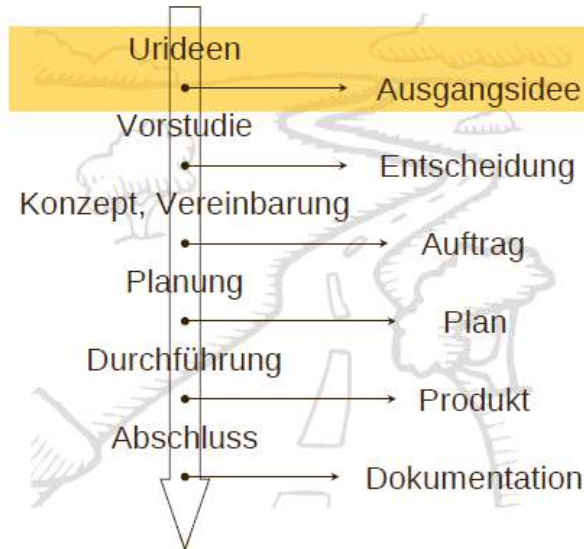 Urideen
Ausgangsidee
Vorstudie
Entscheidung
Konzept, Vereinbarung
Auftrag
Planung
Plan
Durchführung
Produkt
Abschluss
Dokumentation